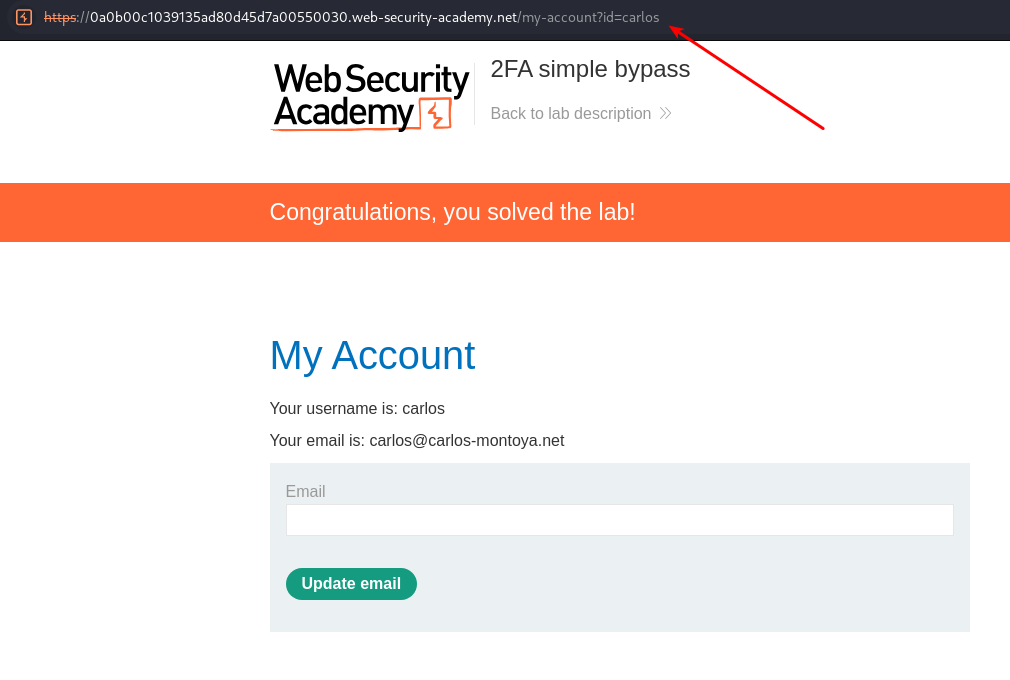 https://0a0b00c1039135ad80d45d7a00550030.web-security-academy.net/my-account?id=carlos
Web Security
Academy
2FA simple bypass
Back to lab description
Congratulations, you solved the lab!
My Account
Your username is: carlos
Your email is: carlos@carlos-montoya.net
Email
Update email